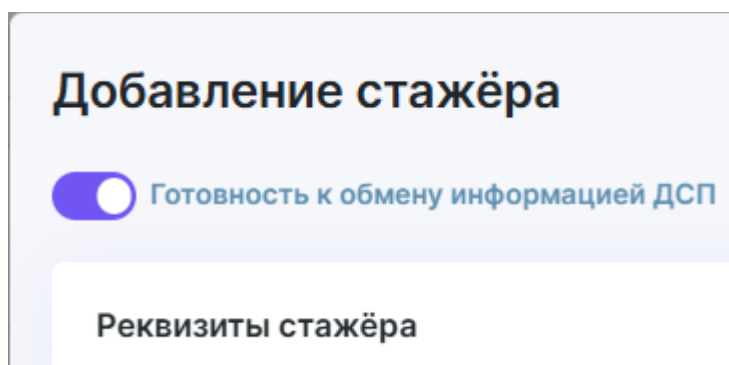 Добавление стажёра
Готовность к обмену информацией ДСП
Реквизиты стажёра